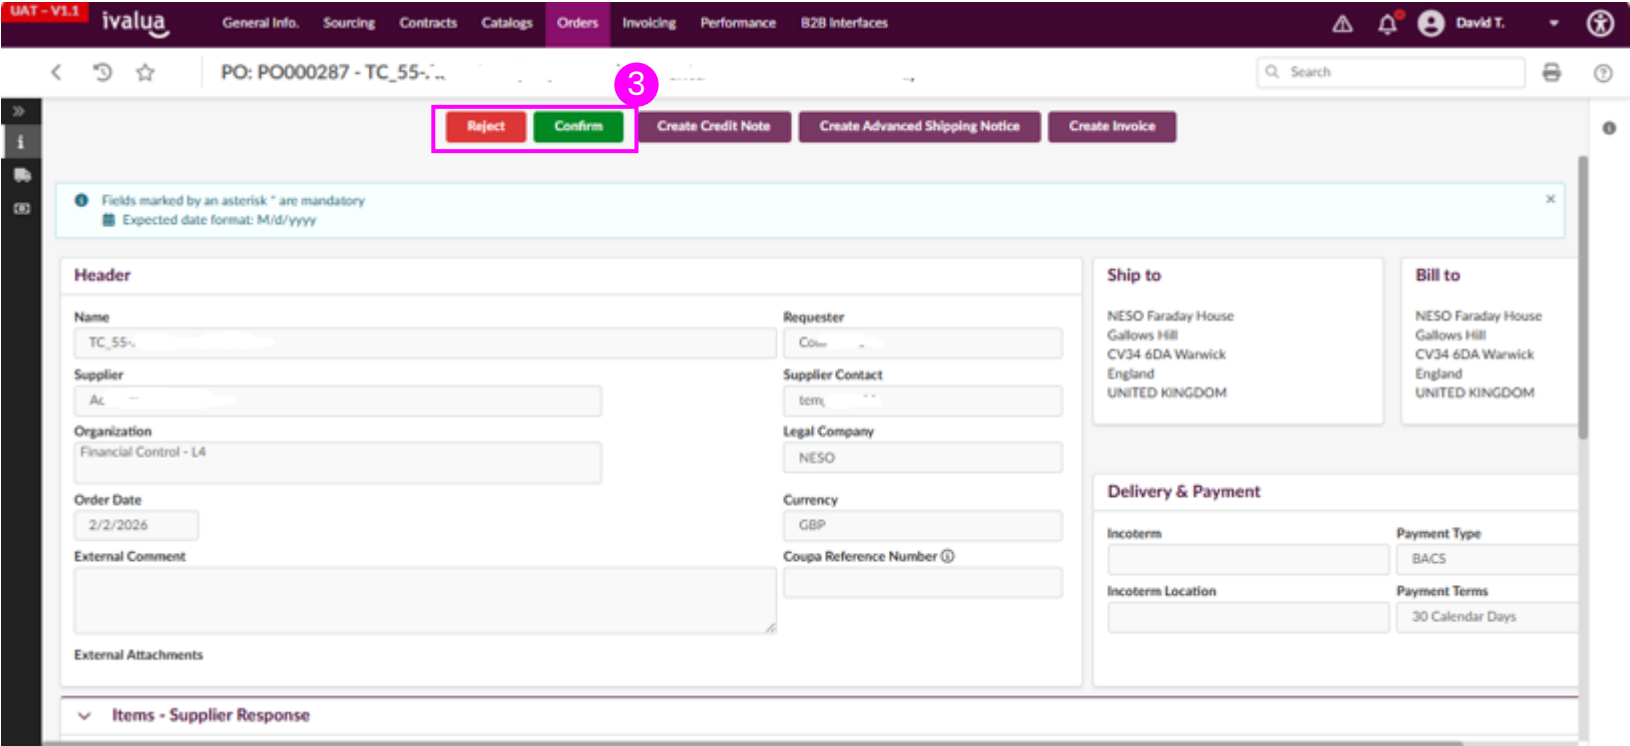 UAT - V1.1
ivalua General Info. Sourcing Contracts Catalogs Orders Invoicing Performance B2B Interfaces David T.
PO: PO000287 - TC_55- Search
3
Reject Confirm Create Credit Note Create Advanced Shipping Notice Create Invoice
Fields marked by an asterisk * are mandatory
Expected date format: M/d/yyyy
Header
Name
TC_55-
Requester
Supplier
Supplier Contact
Organization
Financial Control - L4
Legal Company
NESO
Order Date
2/2/2026
Currency
GBP
External Comment
Coupa Reference Number
External Attachments
Ship to
NESO Faraday House
Gallows Hill
CV34 6DA Warwick
England
UNITED KINGDOM
Bill to
NESO Faraday House
Gallows Hill
CV34 6DA Warwick
England
UNITED KINGDOM
Delivery & Payment
Incoterm
Payment Type
BACS
Incoterm Location
Payment Terms
30 Calendar Days
Items - Supplier Response